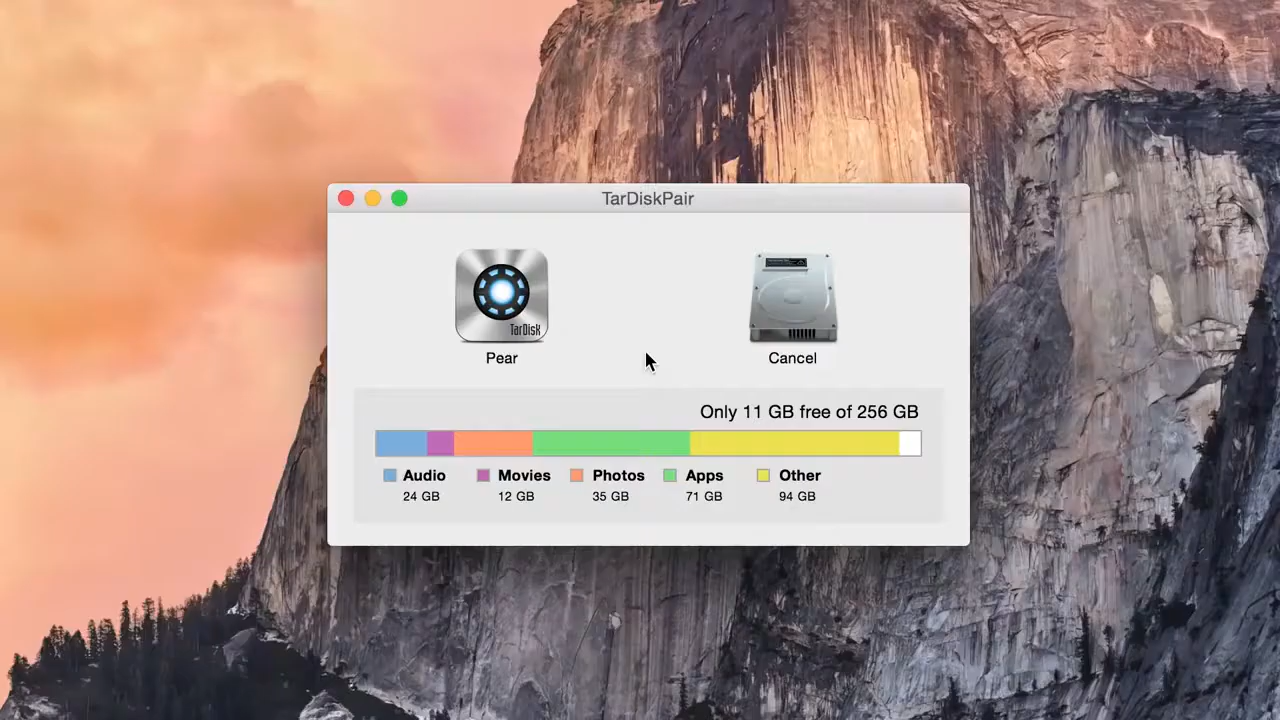 TarDiskPair
TarDisk
Pear
Cancel
Only 11 GB free of 256 GB
Audio Movies Photos Apps Other
24 GB 12 GB 35 GB 71 GB 94 GB